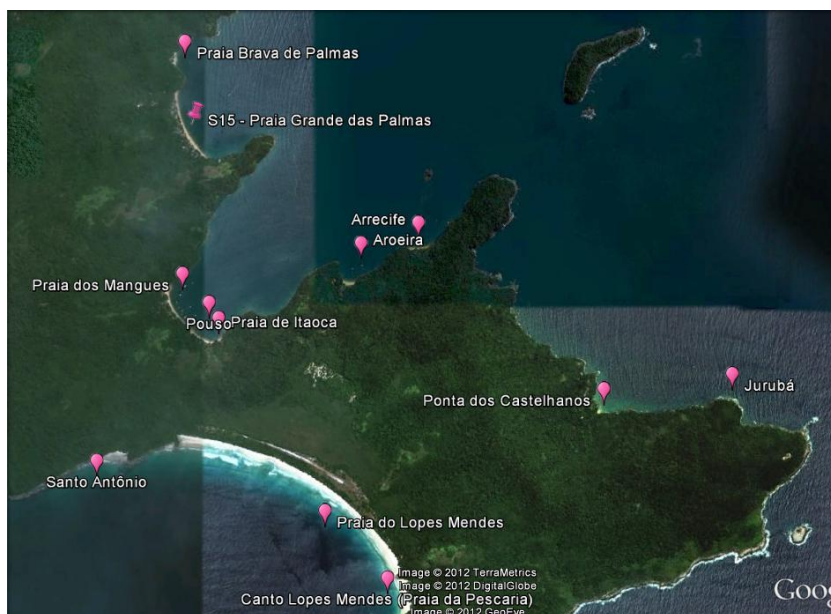 Praia Brava de Palmas
S15 - Praia Grande das Palmas
Arrecife
Aroeira
Praia dos Mangues
Pouso
Praia de Itaoca
Ponta dos Castelhanos
Jurubá
Santo Antônio
Praia do Lopes Mendes
Image © 2012 TerraMetrics
Image © 2012 DigitalGlobe
Canto Lopes Mendes (Praia da Pescaria)
Image © 2012 GeoEye
Goo